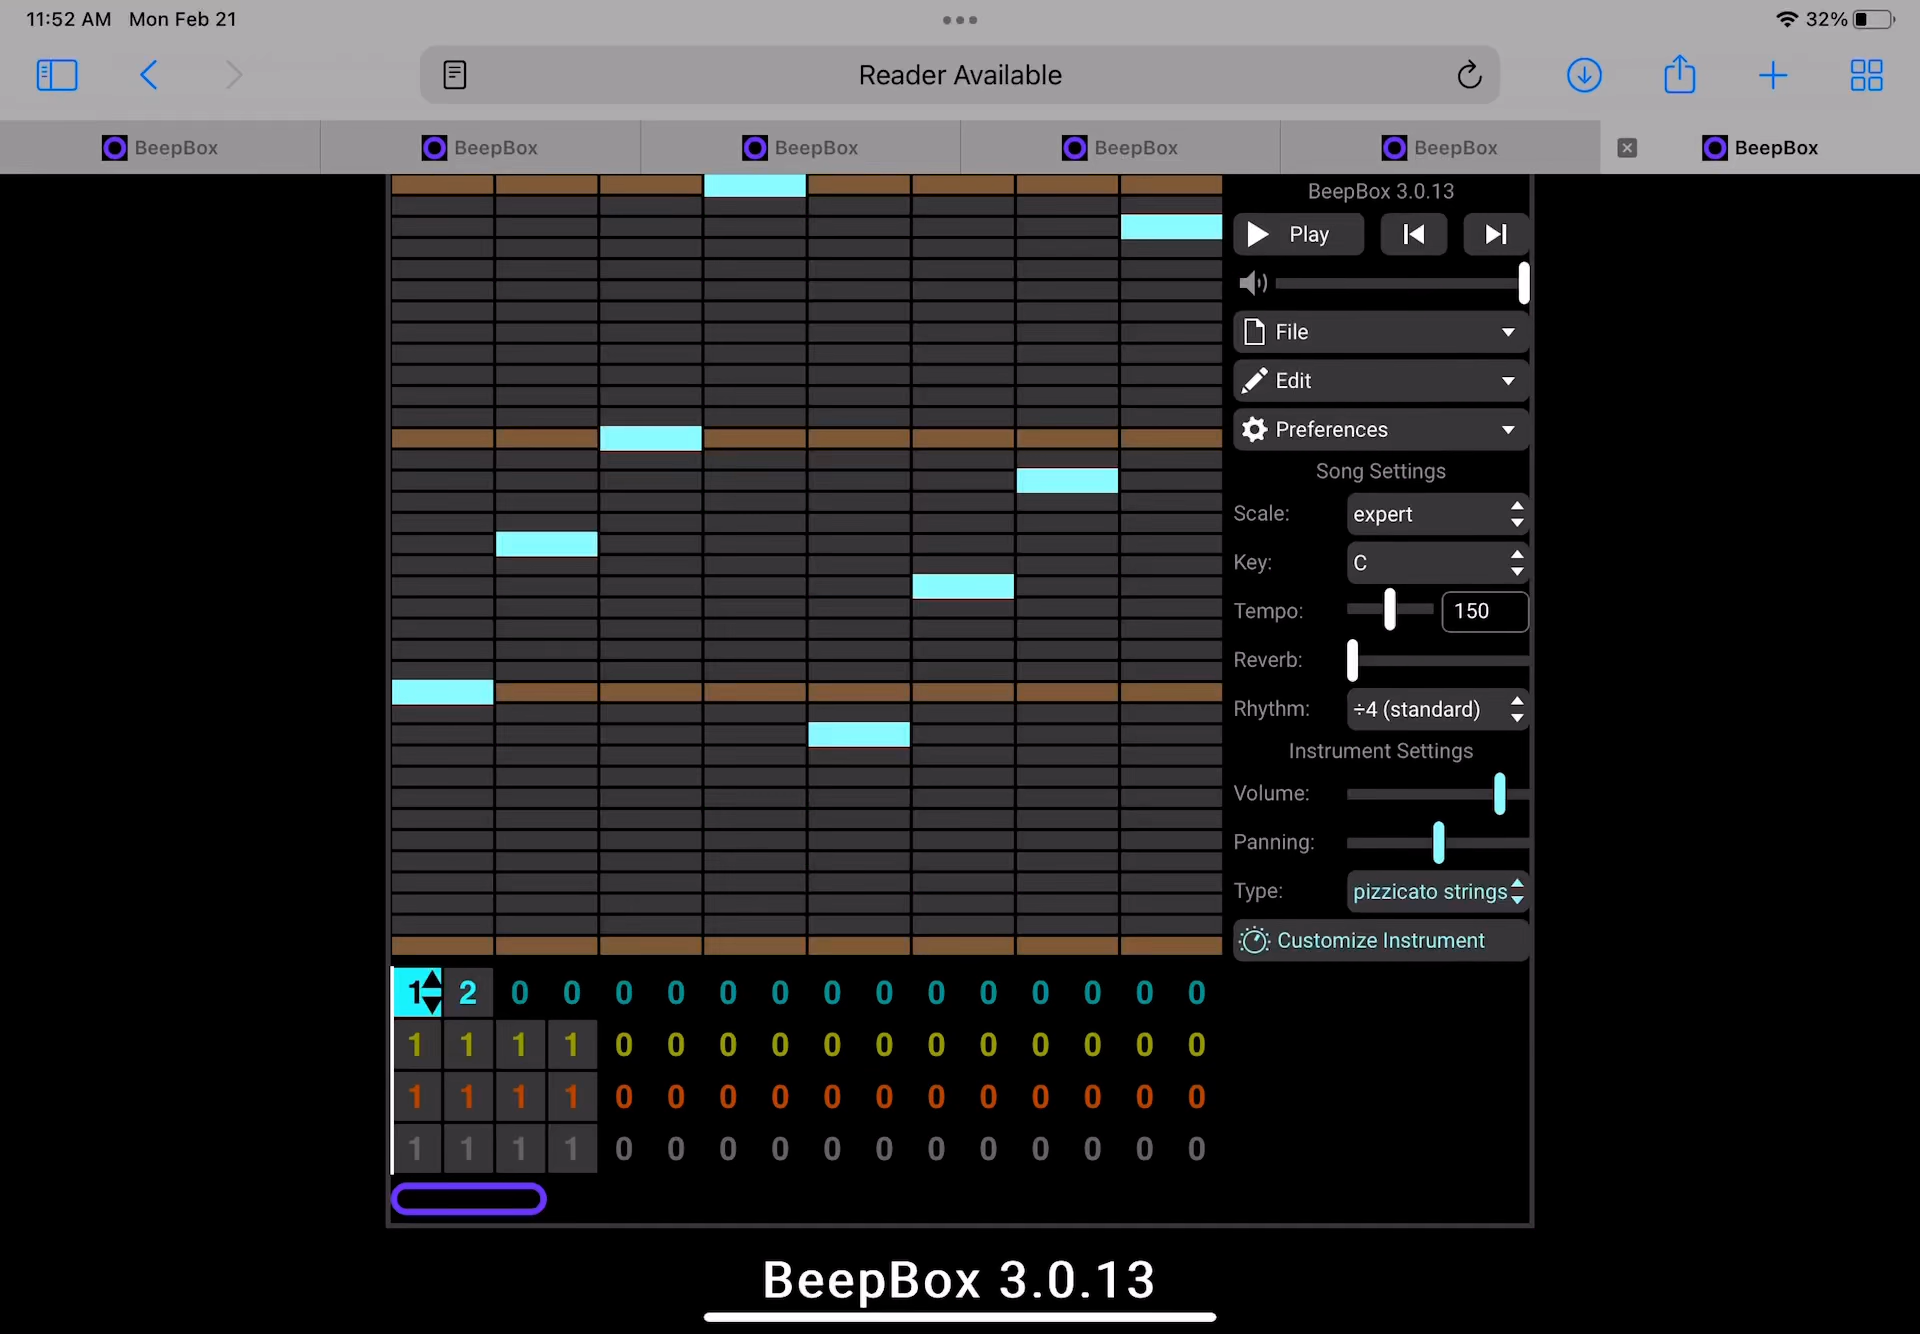 11:52 AM Mon Feb 21
32%
Reader Available
BeepBox BeepBox BeepBox BeepBox BeepBox BeepBox
BeepBox 3.0.13
Play
File
Edit
Preferences
Song Settings
Scale: expert
Key: C
Tempo: 150
Reverb:
Rhythm: ÷4 (standard)
Instrument Settings
Volume:
Panning:
Type: pizzicato strings
Customize Instrument
1 2 0 0 0 0 0 0 0 0 0 0 0 0 0 0
1 1 1 1 0 0 0 0 0 0 0 0 0 0 0 0
1 1 1 1 0 0 0 0 0 0 0 0 0 0 0 0
1 1 1 1 0 0 0 0 0 0 0 0 0 0 0 0
BeepBox 3.0.13